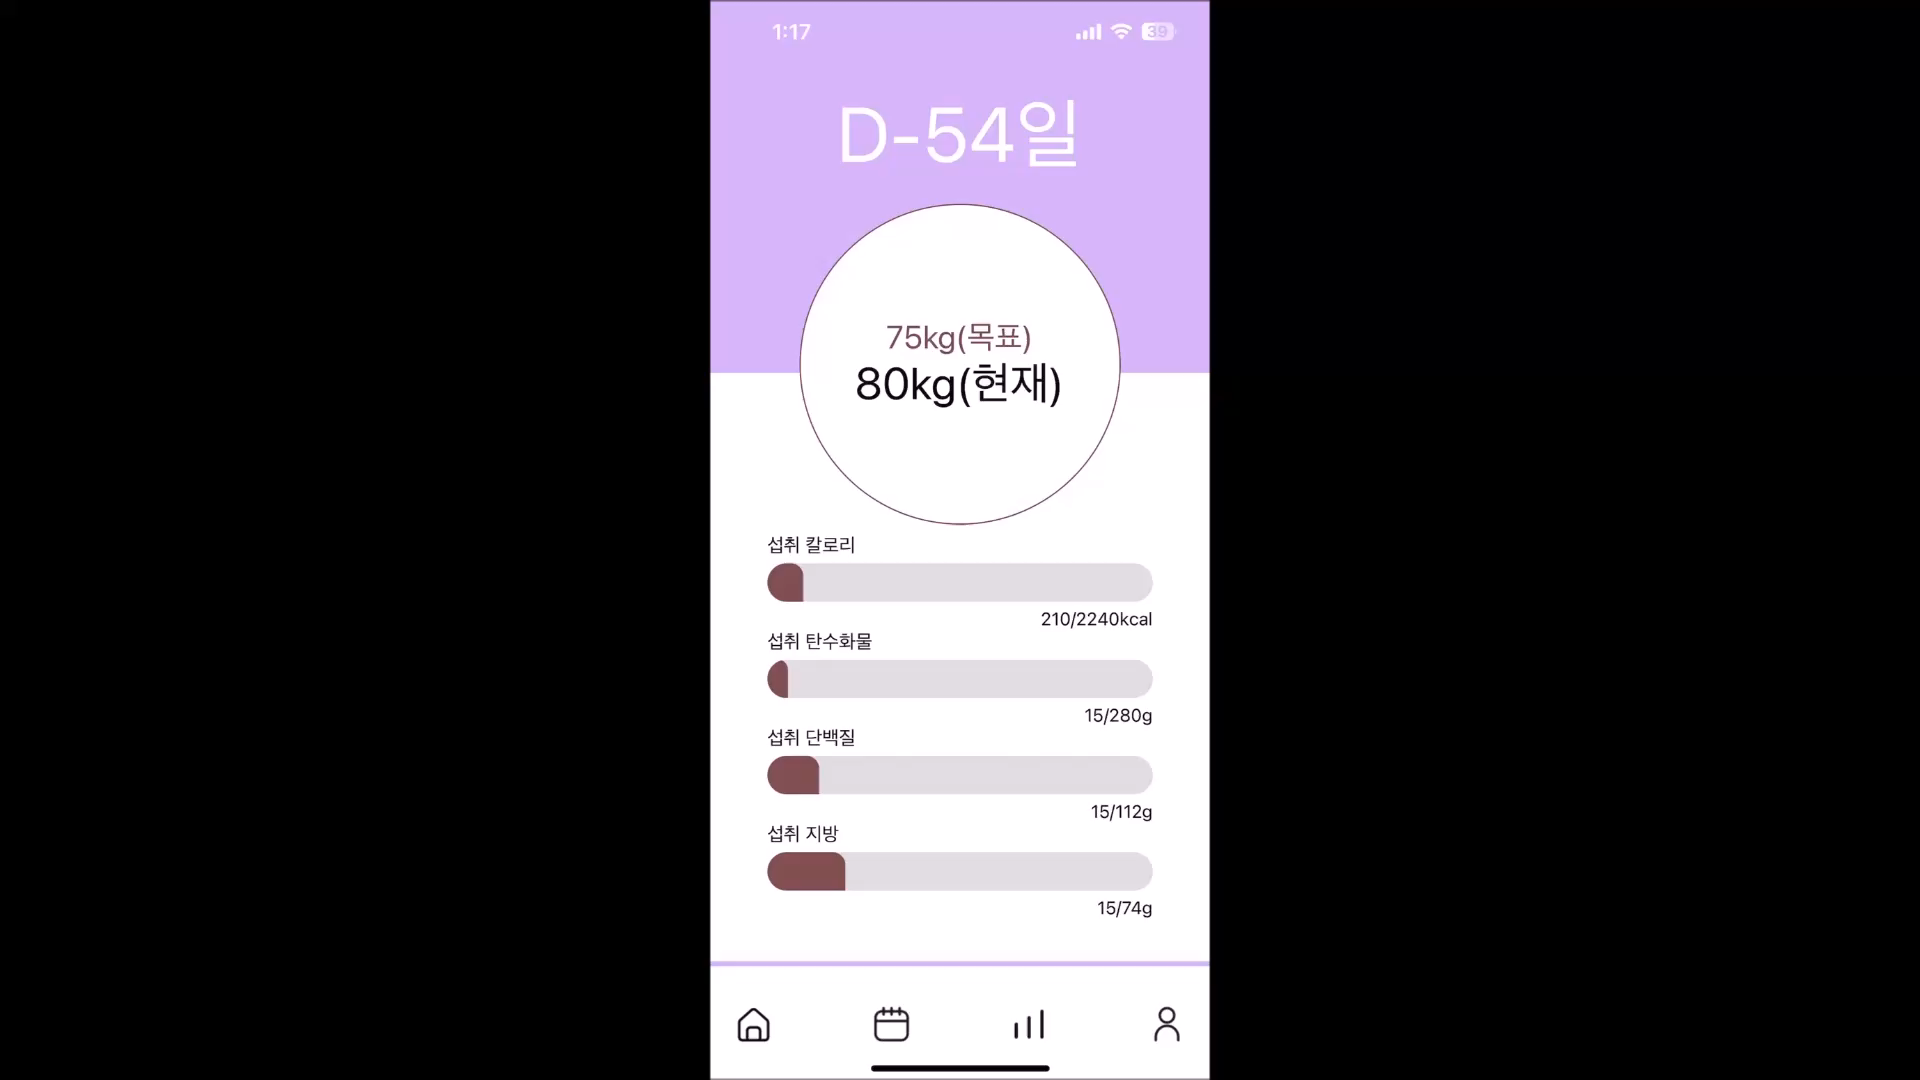 1:17
39
D-54일
75kg(목표)
80kg(현재)
섭취 칼로리
210/2240kcal
섭취 탄수화물
15/280g
섭취 단백질
15/112g
섭취 지방
15/74g